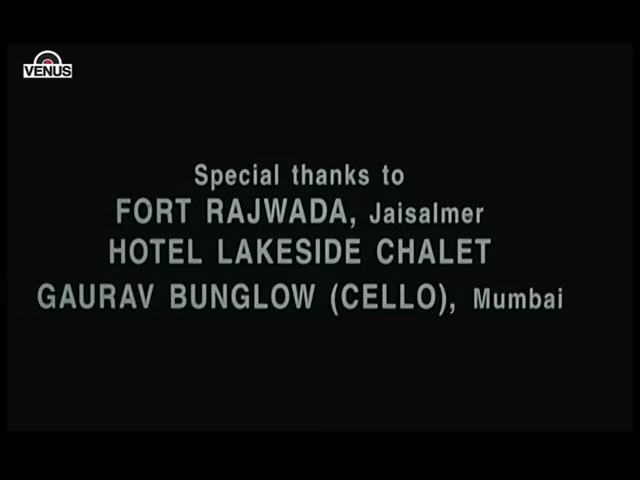 VENUS
Special thanks to
FORT RAJWADA, Jaisalmer
HOTEL LAKESIDE CHALET
GAURAV BUNGLOW (CELLO), Mumbai